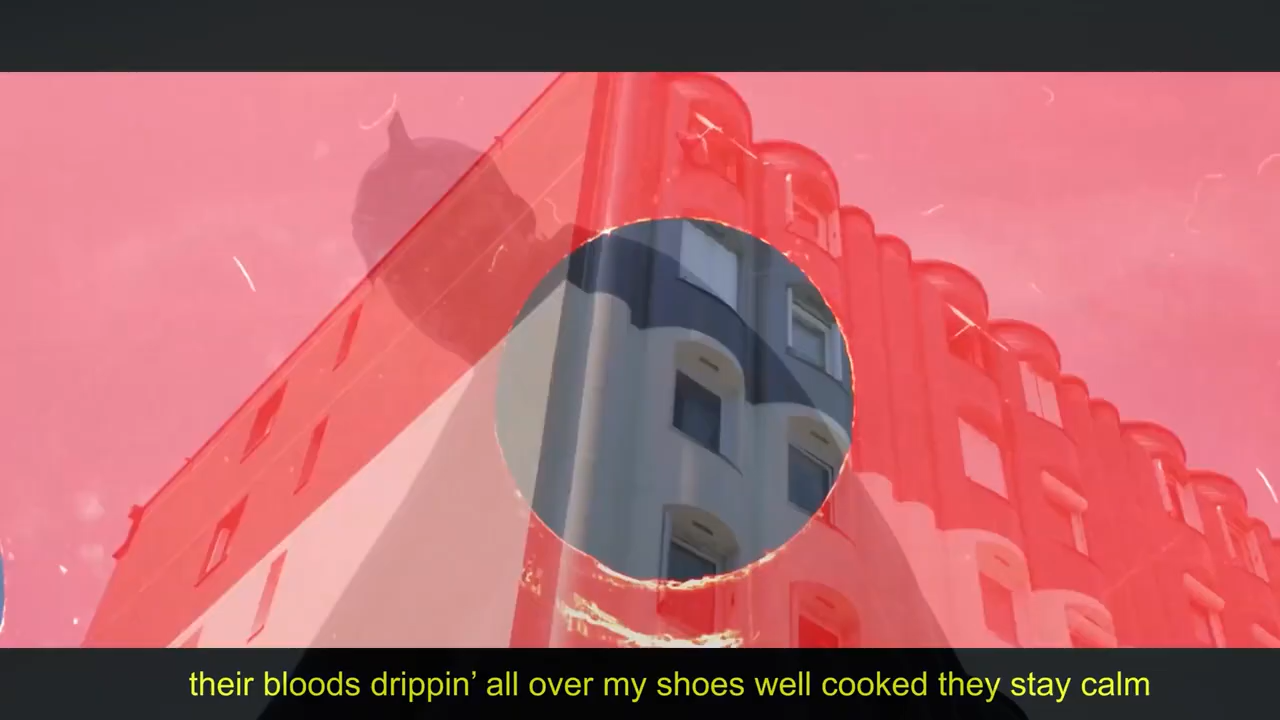 their bloods drippin’ all over my shoes well cooked they stay calm